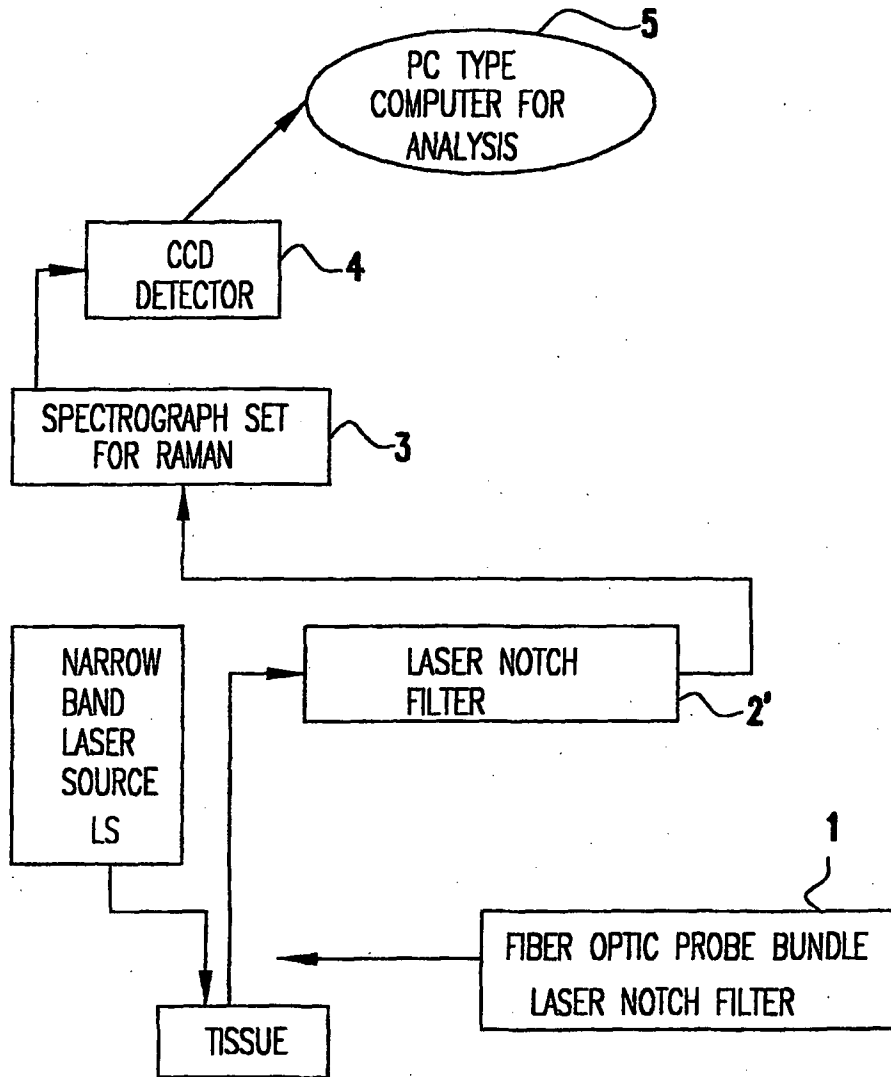 5
PC TYPE
COMPUTER FOR
ANALYSIS
CCD
DETECTOR
4
SPECTROGRAPH SET
FOR RAMAN
3
NARROW
BAND
LASER
SOURCE
LS
LASER NOTCH
FILTER
2'
1
FIBER OPTIC PROBE BUNDLE
LASER NOTCH FILTER
TISSUE